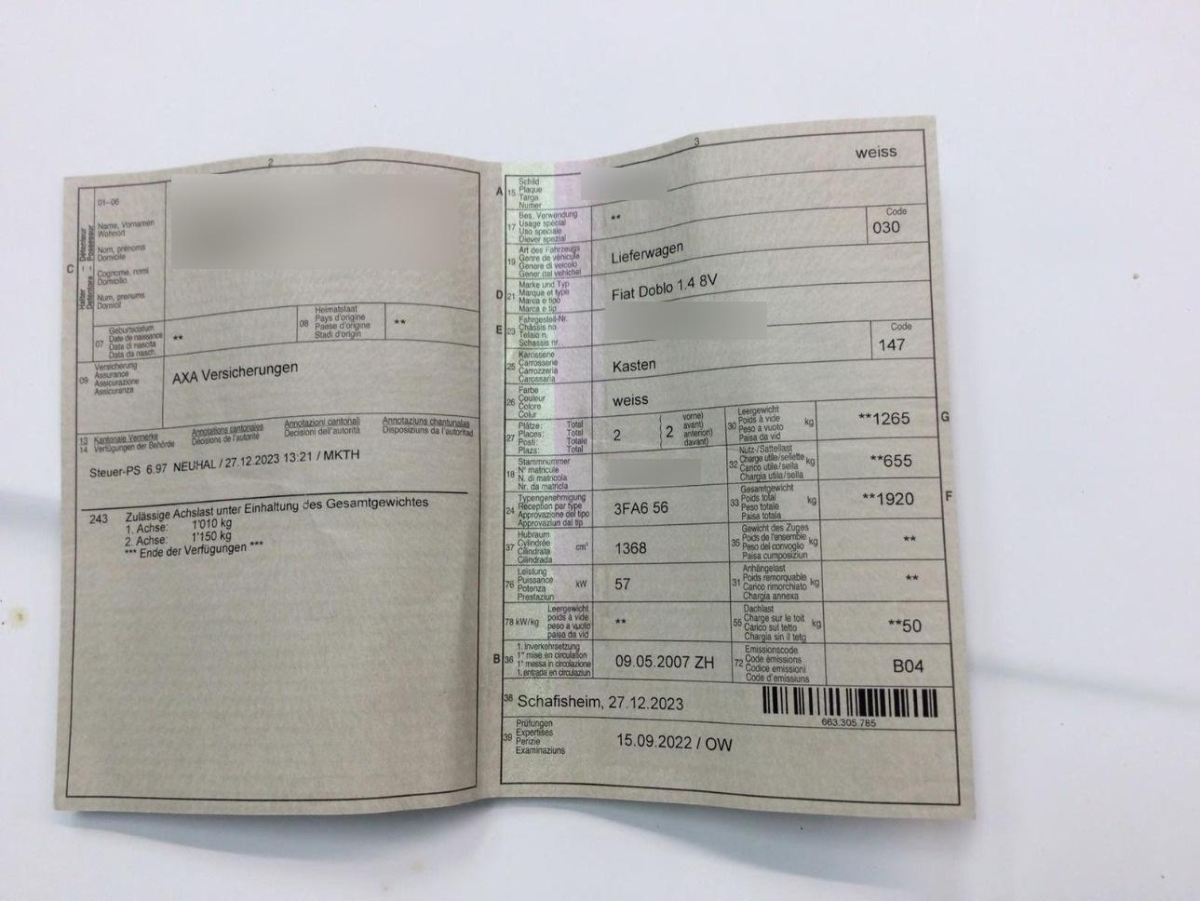 2
C
Halter
Détenteur
Detentore
Possessur
01–06
Name, Vornamen
Wohnort
Nom, prénoms
Domicile
Cognome, nomi
Domicilio
Num, prenums
Domicil
07
Geburtsdatum
Date de naissance
Data di nascita
Data da nasch.
**
08
Heimatstaat
Pays d'origine
Paese d'origine
Stadi d'origin
**
09
Versicherung
Assurance
Assicurazione
Assicuranza
AXA Versicherungen
13
14
Kantonale Vermerke
Verfügungen der Behörde
Annotations cantonales
Décisions de l'autorité
Annotazioni cantonali
Decisioni dell'autorità
Annotaziuns chantunalas
Disposiziuns da l'autoritad
Steuer-PS 6.97 NEUHAL / 27.12.2023 13:21 / MKTH
243 Zulässige Achslast unter Einhaltung des Gesamtgewichtes
1. Achse: 1'010 kg
2. Achse: 1'150 kg
*** Ende der Verfügungen ***
3
A
15
Schild
Plaque
Targa
Numer
weiss
17
Bes. Verwendung
Usage spécial
Uso speciale
Diever spezial
**
19
Art des Fahrzeugs
Genre de véhicule
Genere di veicolo
Gener dal vehichel
Lieferwagen
Code
030
D
21
Marke und Typ
Marque et type
Marca e tipo
Marca e tip
Fiat Doblo 1.4 8V
E
23
Fahrgestell-Nr.
Châssis no
Telaio n.
Schassis nr.
25
Karosserie
Carrosserie
Carrozzeria
Carossaria
Kasten
Code
147
26
Farbe
Couleur
Colore
Colur
weiss
27
Plätze: Total
Places: Total
Posti: Totale
Plazs: Total
2
2
vorne)
avant)
anteriori)
davant)
30
Leergewicht
Poids à vide
Peso a vuoto
Paisa da vid
kg
**1265
G
18
Stammnummer
N° matricule
N. di matricola
Nr. da matricla
32
Nutz-/Sattellast
Charge utile/sellette
Carico utile/sella
Chargia utila/sella
kg
**655
24
Typengenehmigung
Réception par type
Approvazione del tipo
Approvaziun dal tip
3FA6 56
33
Gesamtgewicht
Poids total
Peso totale
Paisa totala
kg
**1920
F
37
Hubraum
Cylindrée
Cilindrata
Cilindrada
cm³
1368
35
Gewicht des Zuges
Poids de l'ensemble
Peso del convoglio
Paisa cumposiziun
kg
**
76
Leistung
Puissance
Potenza
Prestaziun
kW
57
31
Anhängelast
Poids remorquable
Carico rimorchiato
Chargia annexa
kg
**
78 kW/kg
Leergewicht
poids à vide
peso a vuoto
paisa da vid
**
55
Dachlast
Charge sur le toit
Carico sul tetto
Chargia sin il tetg
kg
**50
B
36
1. Inverkehrsetzung
1re mise en circulation
1a messa in circolazione
1. entrada en circulaziun
09.05.2007 ZH
72
Emissionscode
Code émissions
Codice emissioni
Code d'emissiuns
B04
38 Schafisheim, 27.12.2023
663.305.785
39
Prüfungen
Expertises
Perizie
Examinaziuns
15.09.2022 / OW